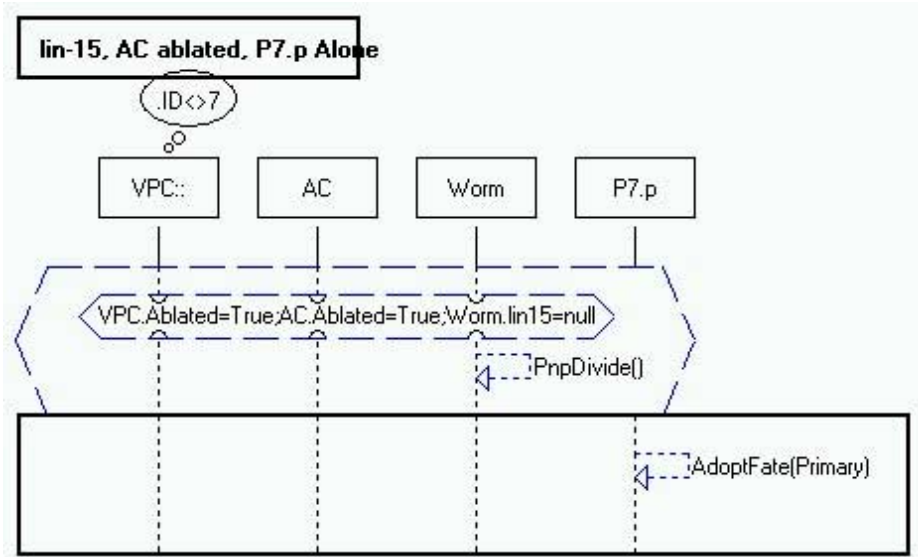 lin-15, AC ablated, P7.p Alone
.ID<>7
VPC::
AC
Worm
P7.p
VPC.Ablated=True;AC.Ablated=True;Worm.lin15=null
PnpDivide()
AdoptFate(Primary)